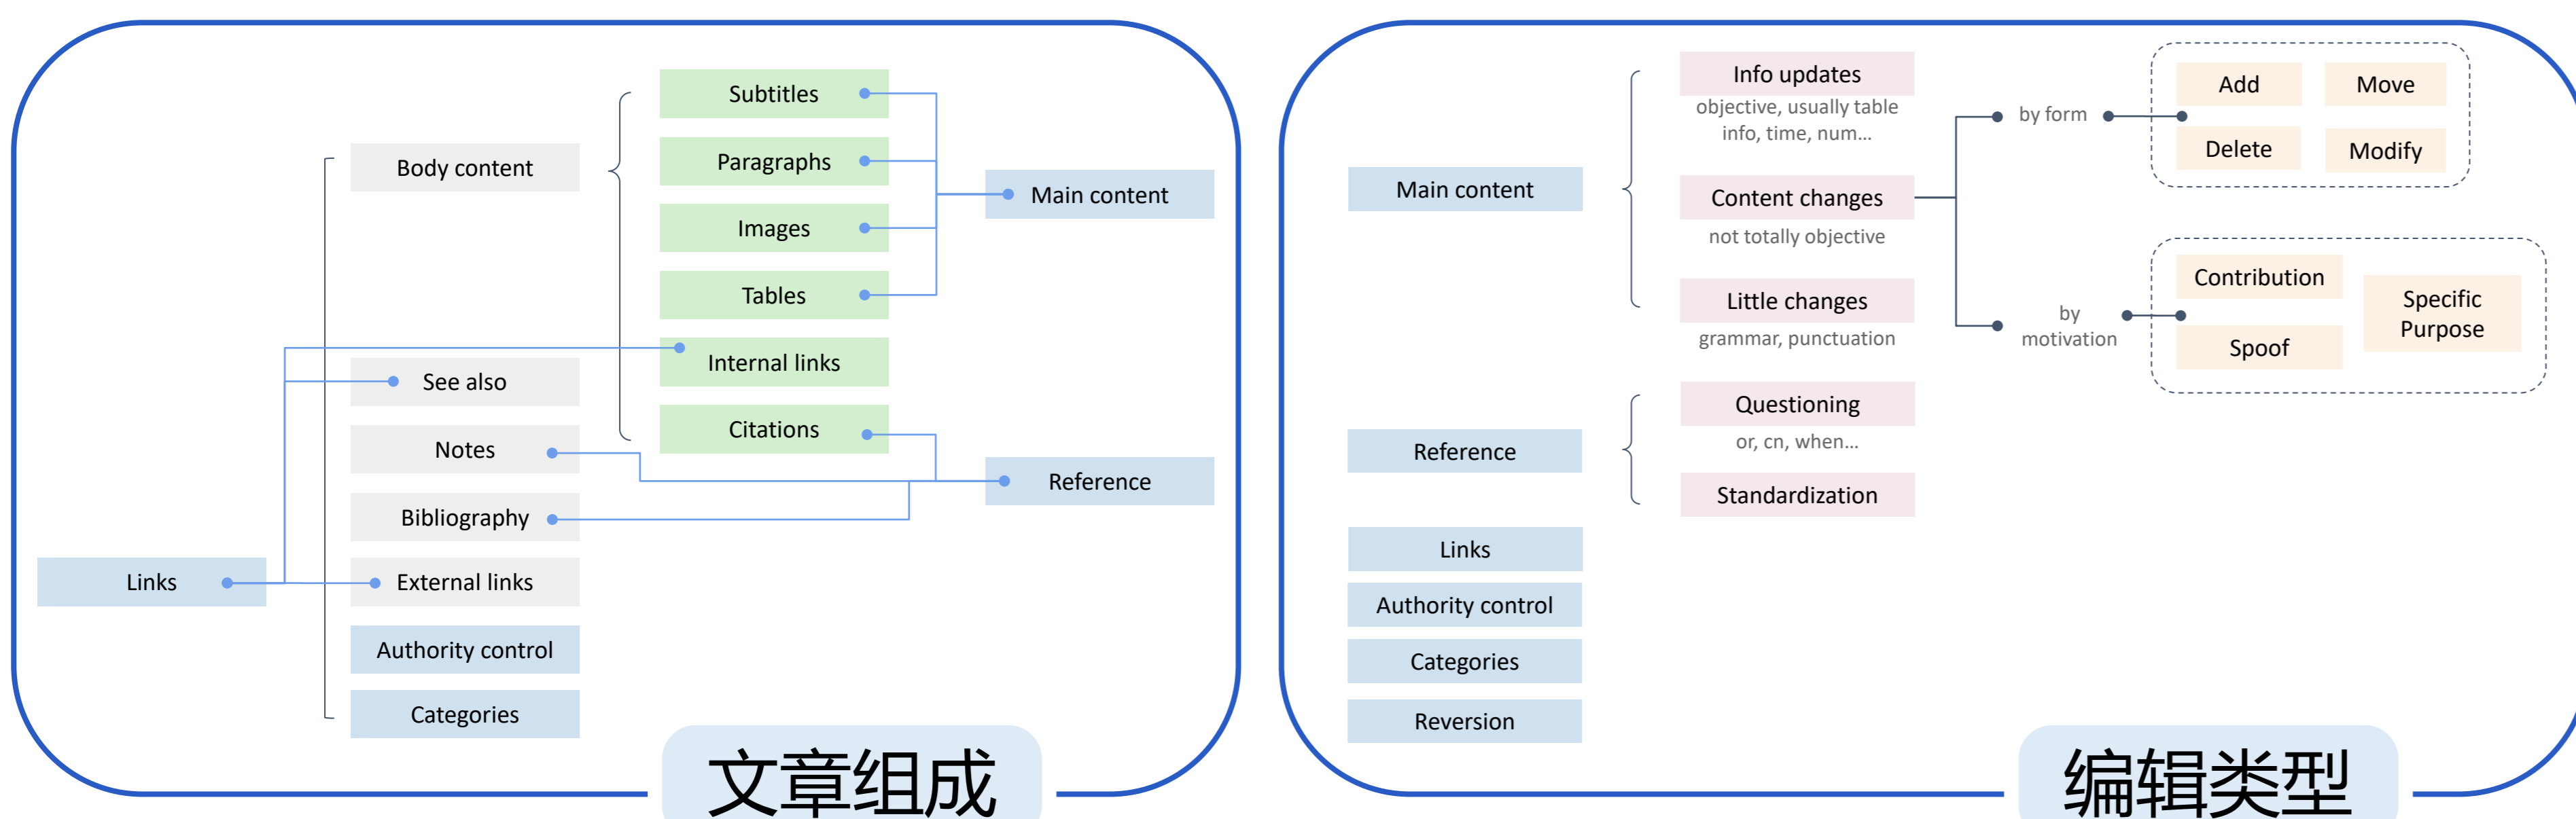 Subtitles
Body content
Paragraphs
Images
Main content
Tables
Internal links
See also
Citations
Notes
Reference
Bibliography
Links
External links
Authority control
Categories
文章组成
Main content
Info updates
objective, usually table
info, time, num...
Content changes
not totally objective
Little changes
grammar, punctuation
by form
Add
Move
Delete
Modify
by
motivation
Contribution
Spoof
Specific
Purpose
Reference
Questioning
or, cn, when...
Standardization
Links
Authority control
Categories
Reversion
编辑类型